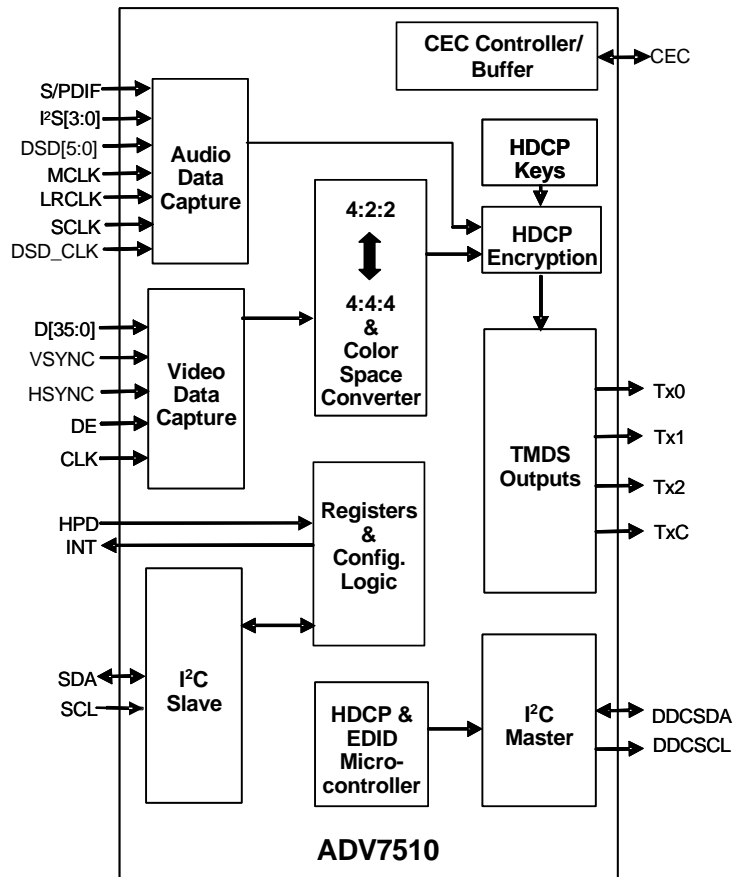 CEC Controller/
Buffer
CEC
S/PDIF
I²S[3:0]
DSD[5:0]
MCLK
LRCLK
SCLK
DSD_CLK
Audio
Data
Capture
HDCP
Keys
4:2:2
4:4:4
&
Color
Space
Converter
HDCP
Encryption
D[35:0]
VSYNC
HSYNC
DE
CLK
Video
Data
Capture
TMDS
Outputs
Tx0
Tx1
Tx2
TxC
HPD
INT
Registers
&
Config.
Logic
SDA
SCL
I²C
Slave
HDCP &
EDID
Micro-
controller
I²C
Master
DDCSDA
DDCSCL
ADV7510